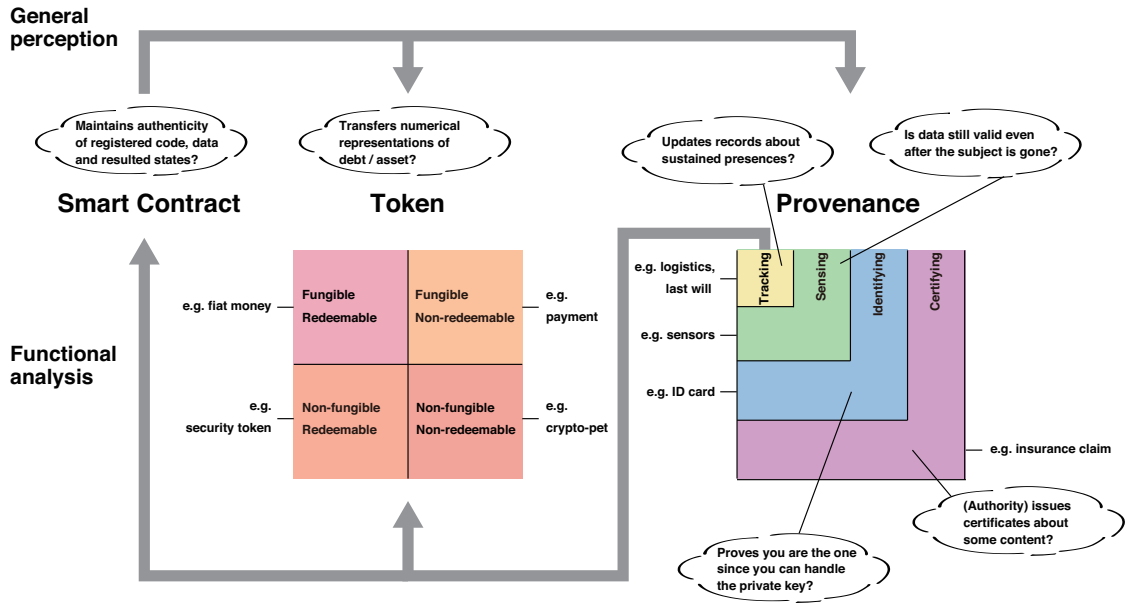 General
perception
Maintains authenticity
of registered code, data
and resulted states?
Transfers numerical
representations of
debt / asset?
Updates records about
sustained presences?
Is data still valid even
after the subject is gone?
Smart Contract
Token
Provenance
Functional
analysis
e.g. fiat money
Fungible
Redeemable
Fungible
Non-redeemable
e.g.
payment
e.g.
security token
Non-fungible
Redeemable
Non-fungible
Non-redeemable
e.g.
crypto-pet
e.g. logistics,
last will
e.g. sensors
e.g. ID card
Tracking
Sensing
Identifying
Certifying
e.g. insurance claim
(Authority) issues
certificates about
some content?
Proves you are the one
since you can handle
the private key?